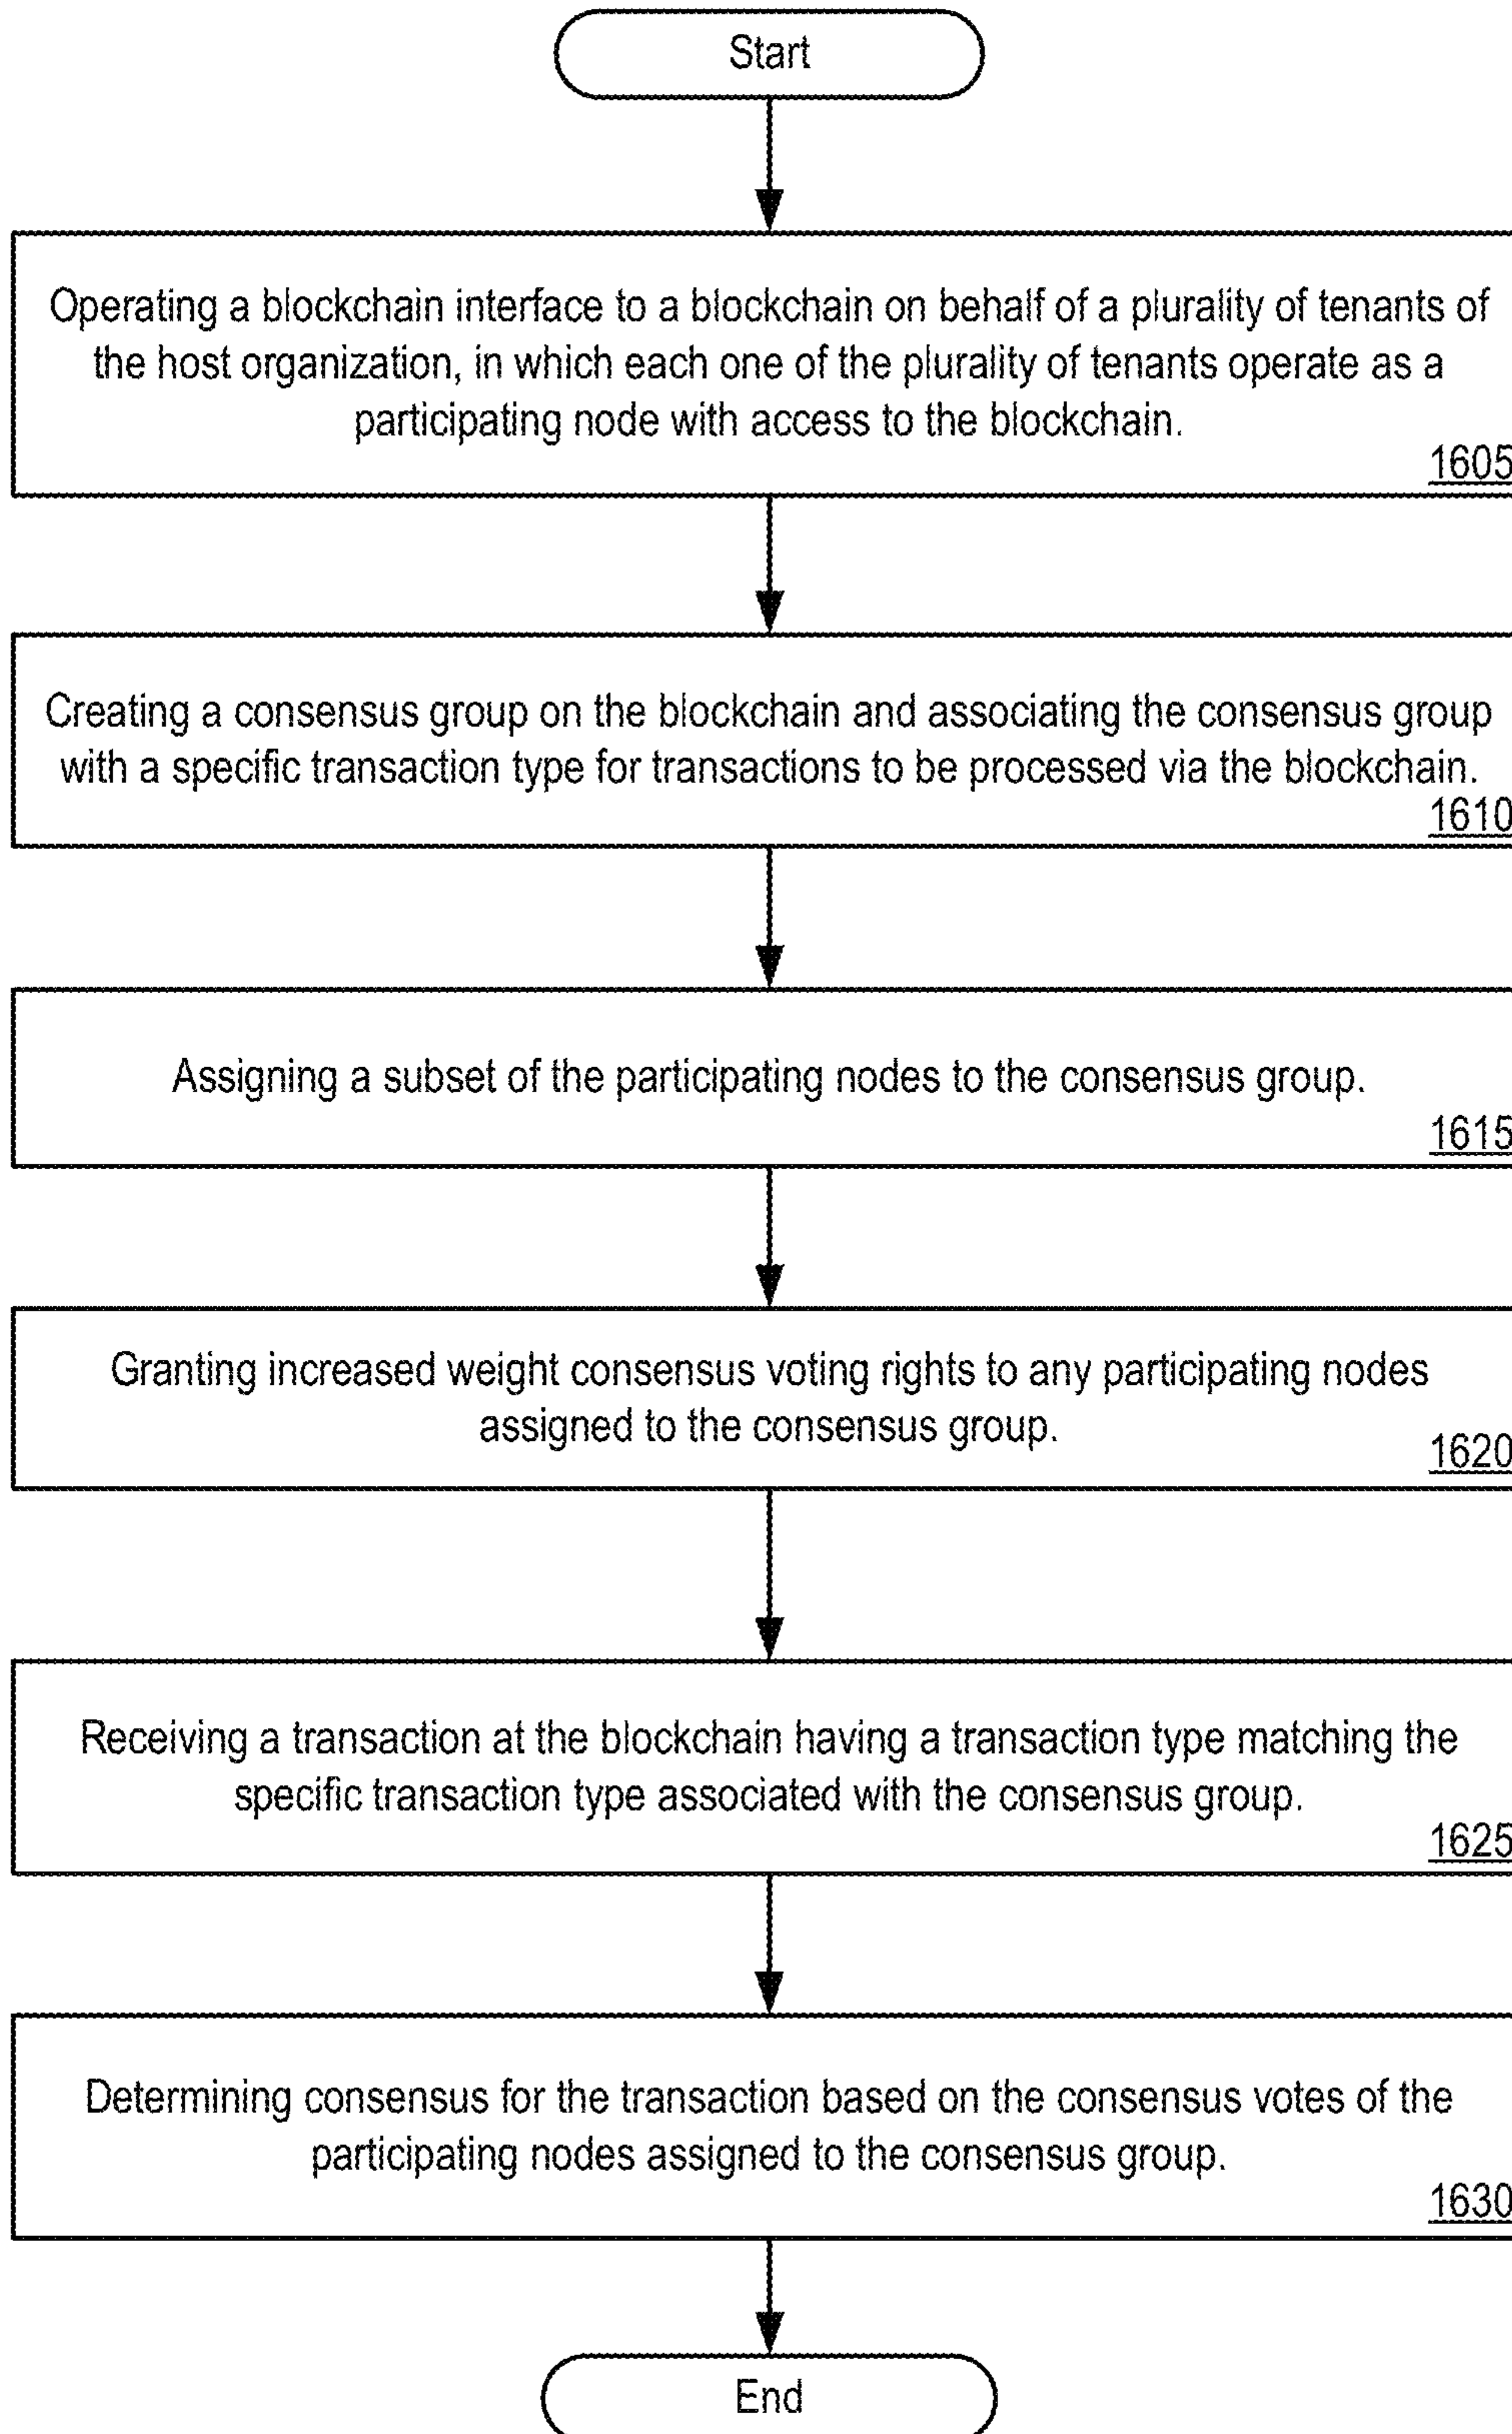 Start
Operating a blockchain interface to a blockchain on behalf of a plurality of tenants of
the host organization, in which each one of the plurality of tenants operate as a
participating node with access to the blockchain.
1605
Creating a consensus group on the blockchain and associating the consensus group
with a specific transaction type for transactions to be processed via the blockchain.
1610
Assigning a subset of the participating nodes to the consensus group.
1615
Granting increased weight consensus voting rights to any participating nodes
assigned to the consensus group.
1620
Receiving a transaction at the blockchain having a transaction type matching the
specific transaction type associated with the consensus group.
1625
Determining consensus for the transaction based on the consensus votes of the
participating nodes assigned to the consensus group.
1630
End